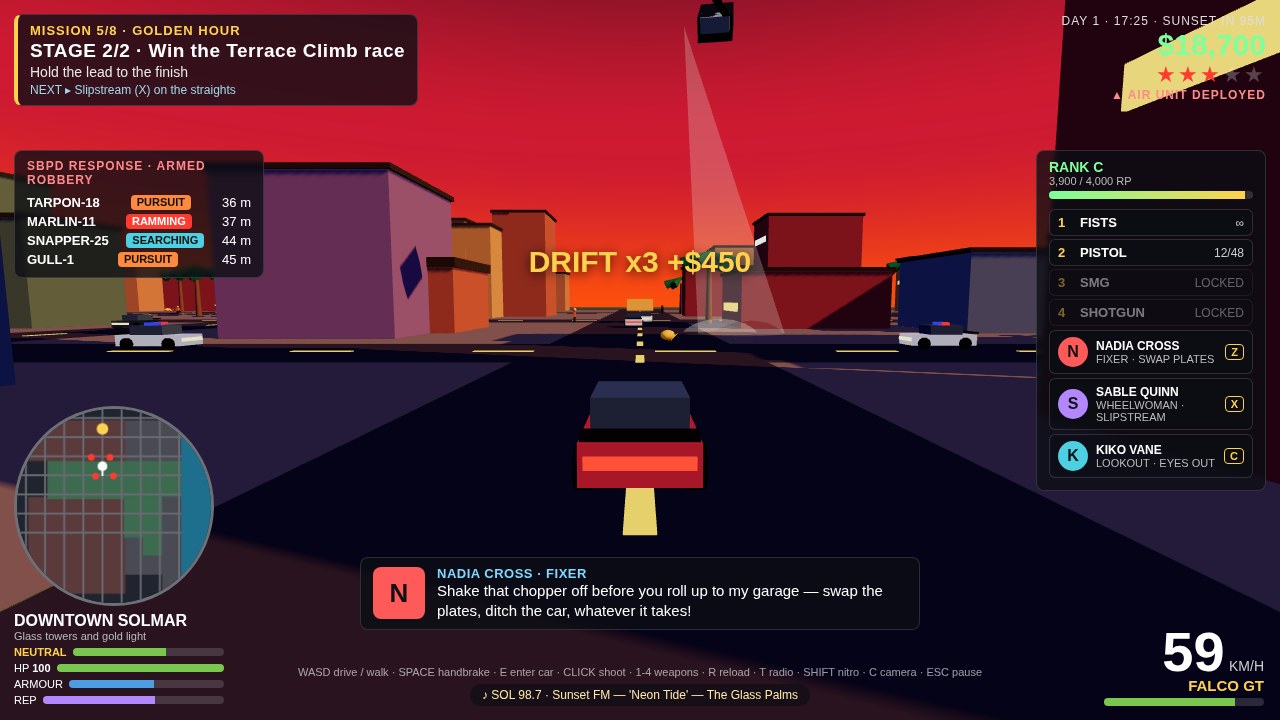 MISSION 5/8 · GOLDEN HOUR
STAGE 2/2 · Win the Terrace Climb race
Hold the lead to the finish
NEXT ▸ Slipstream (X) on the straights
DAY 1 · 17:25 · SUNSET IN 95M
$18,700
★★★★★
▲ AIR UNIT DEPLOYED
SBPD RESPONSE · ARMED
ROBBERY
TARPON-18 PURSUIT 36 m
MARLIN-11 RAMMING 37 m
SNAPPER-25 SEARCHING 44 m
GULL-1 PURSUIT 45 m
RANK C
3,900 / 4,000 RP
1 FISTS ∞
2 PISTOL 12/48
3 SMG LOCKED
4 SHOTGUN LOCKED
N NADIA CROSS
FIXER · SWAP PLATES Z
S SABLE QUINN
WHEELWOMAN ·
SLIPSTREAM X
K KIKO VANE
LOOKOUT · EYES OUT C
DRIFT x3 +$450
N
NADIA CROSS · FIXER
Shake that chopper off before you roll up to my garage — swap the
plates, ditch the car, whatever it takes!
DOWNTOWN SOLMAR
Glass towers and gold light
NEUTRAL
HP 100
ARMOUR
REP
WASD drive / walk · SPACE handbrake · E enter car · CLICK shoot · 1-4 weapons · R reload · T radio · SHIFT nitro · C camera · ESC pause
♪ SOL 98.7 · Sunset FM — 'Neon Tide' — The Glass Palms
59 KM/H
FALCO GT